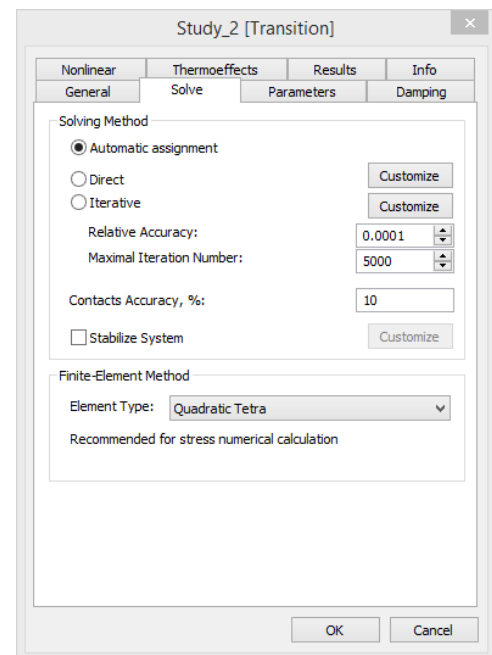 Study_2 [Transition]
Nonlinear Thermoeffects Results Info
General Solve Parameters Damping
Solving Method
Automatic assignment
Direct Customize
Iterative Customize
Relative Accuracy: 0.0001
Maximal Iteration Number: 5000
Contacts Accuracy, %: 10
Stabilize System Customize
Finite-Element Method
Element Type: Quadratic Tetra
Recommended for stress numerical calculation
OK Cancel